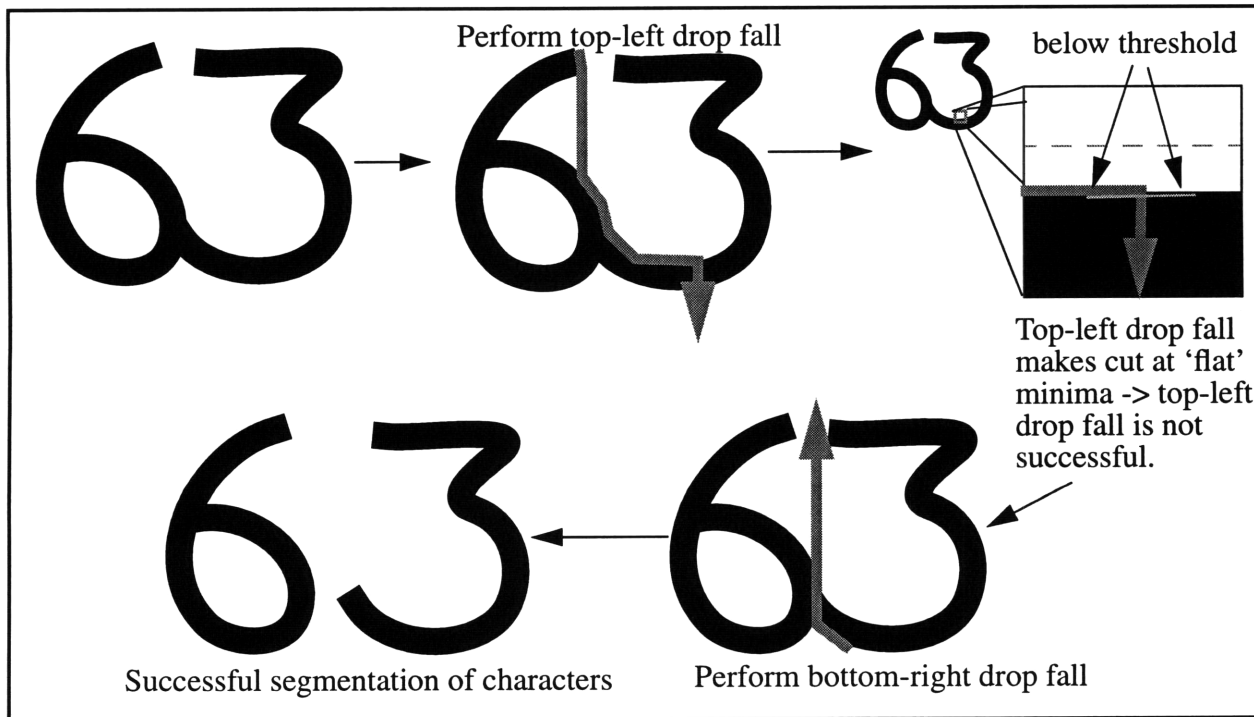 63
Perform top-left drop fall
63
63
below threshold
Top-left drop fall
makes cut at ‘flat’
minima -> top-left
drop fall is not
successful.
63
63
Successful segmentation of characters
Perform bottom-right drop fall